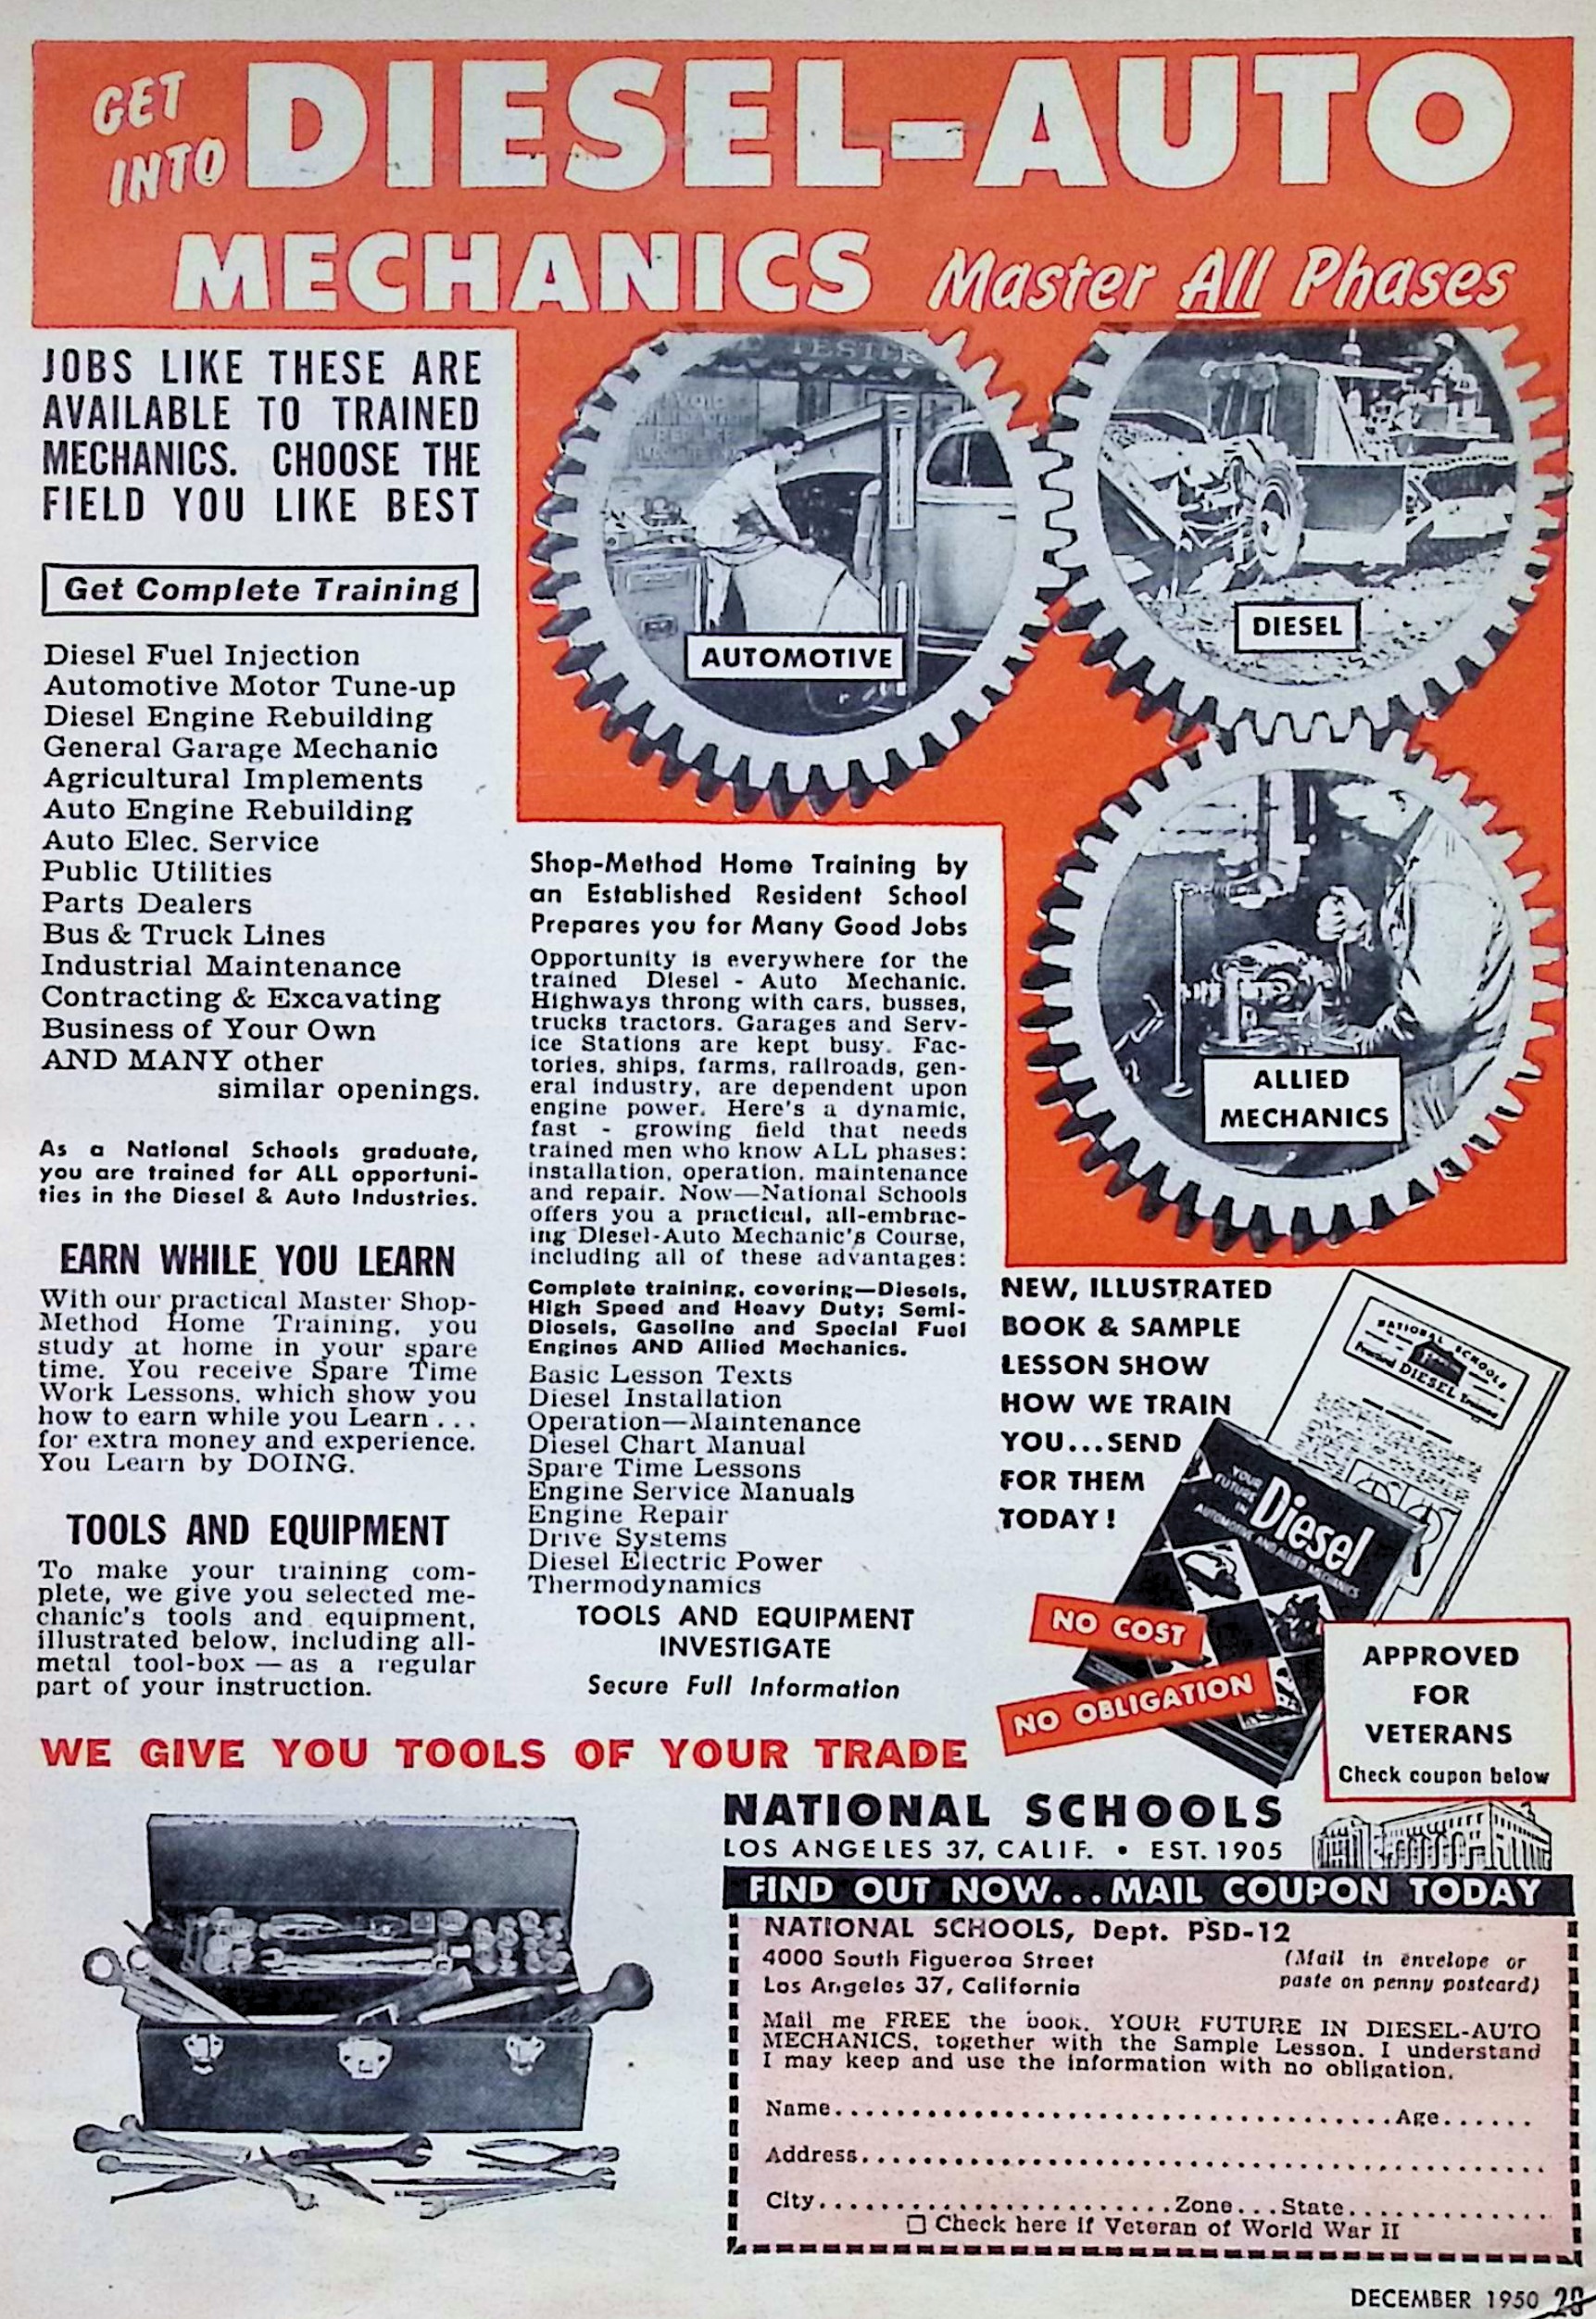 GET
INTO
DIESEL-AUTO
MECHANICS Master All Phases
JOBS LIKE THESE ARE
AVAILABLE TO TRAINED
MECHANICS. CHOOSE THE
FIELD YOU LIKE BEST
Get Complete Training
Diesel Fuel Injection
Automotive Motor Tune-up
Diesel Engine Rebuilding
General Garage Mechanic
Agricultural Implements
Auto Engine Rebuilding
Auto Elec. Service
Public Utilities
Parts Dealers
Bus & Truck Lines
Industrial Maintenance
Contracting & Excavating
Business of Your Own
AND MANY other
similar openings.
As a National Schools graduate,
you are trained for ALL opportuni-
ties in the Diesel & Auto Industries.
EARN WHILE YOU LEARN
With our practical Master Shop-
Method Home Training, you
study at home in your spare
time. You receive Spare Time
Work Lessons, which show you
how to earn while you Learn . . .
for extra money and experience.
You Learn by DOING.
TOOLS AND EQUIPMENT
To make your training com-
plete, we give you selected me-
chanic's tools and equipment,
illustrated below, including all-
metal tool-box — as a regular
part of your instruction.
TESTER
AUTOMOTIVE
DIESEL
ALLIED
MECHANICS
Shop-Method Home Training by
an Established Resident School
Prepares you for Many Good Jobs
Opportunity is everywhere for the
trained Diesel - Auto Mechanic.
Highways throng with cars, busses,
trucks tractors. Garages and Serv-
ice Stations are kept busy. Fac-
tories, ships, farms, railroads, gen-
eral industry, are dependent upon
engine power. Here's a dynamic,
fast - growing field that needs
trained men who know ALL phases:
installation, operation, maintenance
and repair. Now—National Schools
offers you a practical, all-embrac-
ing Diesel-Auto Mechanic's Course,
including all of these advantages:
Complete training, covering—Diesels,
High Speed and Heavy Duty; Semi-
Diesels, Gasoline and Special Fuel
Engines AND Allied Mechanics.
Basic Lesson Texts
Diesel Installation
Operation—Maintenance
Diesel Chart Manual
Spare Time Lessons
Engine Service Manuals
Engine Repair
Drive Systems
Diesel Electric Power
Thermodynamics
TOOLS AND EQUIPMENT
INVESTIGATE
Secure Full Information
NEW, ILLUSTRATED
BOOK & SAMPLE
LESSON SHOW
HOW WE TRAIN
YOU...SEND
FOR THEM
TODAY!
NATIONAL SCHOOLS
Practical DIESEL Training
YOUR
FUTURE
IN
Diesel
AUTOMOTIVE AND ALLIED MECHANICS
NO COST
NO OBLIGATION
APPROVED
FOR
VETERANS
Check coupon below
WE GIVE YOU TOOLS OF YOUR TRADE
NATIONAL SCHOOLS
LOS ANGELES 37, CALIF. • EST. 1905
FIND OUT NOW...MAIL COUPON TODAY
NATIONAL SCHOOLS, Dept. PSD-12
4000 South Figueroa Street
Los Angeles 37, California
(Mail in envelope or
paste on penny postcard)
Mail me FREE the book, YOUR FUTURE IN DIESEL-AUTO
MECHANICS, together with the Sample Lesson. I understand
I may keep and use the information with no obligation.
Name.......................................Age......
Address................................................
City.........................Zone...State..............
☐ Check here if Veteran of World War II
DECEMBER 1950 29